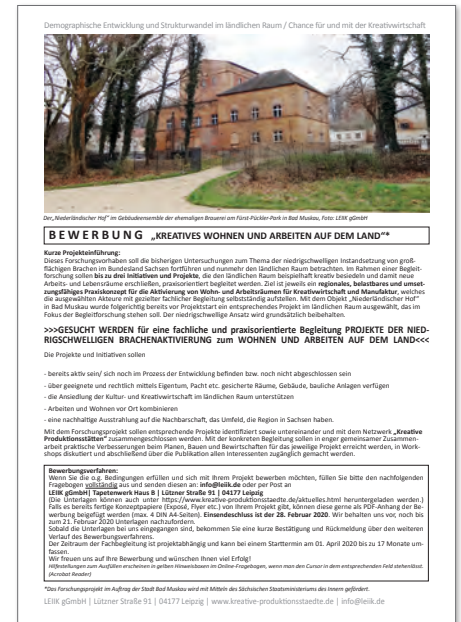 Demographische Entwicklung und Strukturwandel im ländlichen Raum / Chance für und mit der Kreativwirtschaft
Der„Niederländischer Hof“ im Gebäudeensemble der ehemaligen Brauerei am Fürst-Pückler-Park in Bad Muskau, Foto: LEIIK gGmbH
BEWERBUNG „KREATIVES WOHNEN UND ARBEITEN AUF DEM LAND“*
Kurze Projekteinführung:
Dieses Forschungsvorhaben soll die bisherigen Untersuchungen zum Thema der niedrigschwelligen Instandsetzung von groß-
flächigen Brachen im Bundesland Sachsen fortführen und nunmehr den ländlichen Raum betrachten. Im Rahmen einer Begleit-
forschung sollen bis zu drei Initiativen und Projekte, die den ländlichen Raum beispielhaft kreativ besiedeln und damit neue
Arbeits- und Lebensräume erschließen, praxisorientiert begleitet werden. Ziel ist jeweils ein regionales, belastbares und umset-
zungsfähiges Praxiskonzept für die Aktivierung von Wohn- und Arbeitsräumen für Kreativwirtschaft und Manufaktur, welches
die ausgewählten Akteure mit gezielter fachlicher Begleitung selbstständig aufstellen. Mit dem Objekt „Niederländischer Hof“
in Bad Muskau wurde folgerichtig bereits vor Projektstart ein entsprechendes Projekt im ländlichen Raum ausgewählt, das im
Fokus der Begleitforschung stehen soll. Der niedrigschwellige Ansatz wird grundsätzlich beibehalten.
>>>GESUCHT WERDEN für eine fachliche und praxisorientierte Begleitung PROJEKTE DER NIED-
RIGSCHWELLIGEN BRACHENAKTIVIERUNG zum WOHNEN UND ARBEITEN AUF DEM LAND<<<
Die Projekte und Initiativen sollen
- bereits aktiv sein/ sich noch im Prozess der Entwicklung befinden bzw. noch nicht abgeschlossen sein
- über geeignete und rechtlich mittels Eigentum, Pacht etc. gesicherte Räume, Gebäude, bauliche Anlagen verfügen
- die Ansiedlung der Kultur- und Kreativwirtschaft im ländlichen Raum unterstützen
- Arbeiten und Wohnen vor Ort kombinieren
- eine nachhaltige Ausstrahlung auf die Nachbarschaft, das Umfeld, die Region in Sachsen haben.
Mit dem Forschungsprojekt sollen entsprechende Projekte identifiziert sowie untereinander und mit dem Netzwerk „Kreative
Produktionsstätten“ zusammengeschlossen werden. Mit der konkreten Begleitung sollen in enger gemeinsamer Zusammen-
arbeit praktische Verbesserungen beim Planen, Bauen und Bewirtschaften für das jeweilige Projekt erreicht werden, in Work-
shops diskutiert und abschließend über die Publikation allen Interessenten zugänglich gemacht werden.
Bewerbungsverfahren:
Wenn Sie die o.g. Bedingungen erfüllen und sich mit Ihrem Projekt bewerben möchten, füllen Sie bitte den nachfolgenden
Fragebogen vollständig aus und senden diesen an: info@leiik.de oder per Post an
LEIIK gGmbH| Tapetenwerk Haus B | Lützner Straße 91 | 04177 Leipzig
(Die Unterlagen können auch unter https://www.kreative-produktionsstaedte.de/aktuelles.html heruntergeladen werden.)
Falls es bereits fertige Konzeptpapiere (Exposé, Flyer etc.) von Ihrem Projekt gibt, können diese gerne als PDF-Anhang der Be-
werbung beigefügt werden (max. 4 DIN A4-Seiten). Einsendeschluss ist der 28. Februar 2020. Wir behalten uns vor, noch bis
zum 21. Februar 2020 Unterlagen nachzufordern.
Sobald die Unterlagen bei uns eingegangen sind, bekommen Sie eine kurze Bestätigung und Rückmeldung über den weiteren
Verlauf des Bewerbungsverfahrens.
Der Zeitraum der Fachbegleitung ist projektabhängig und kann bei einem Starttermin am 01. April 2020 bis zu 17 Monate um-
fassen.
Wir freuen uns auf Ihre Bewerbung und wünschen Ihnen viel Erfolg!
Hilfestellungen zum Ausfüllen erscheinen in gelben Hinweisboxen im Online-Fragebogen, wenn man den Cursor in dem entsprechenden Feld stehenlässt.
(Acrobat Reader)
*Das Forschungsprojekt im Auftrag der Stadt Bad Muskau wird mit Mitteln des Sächsischen Staatsministeriums des Innern gefördert.
LEIIK gGmbH | Lützner Straße 91 | 04177 Leipzig | www.kreative-produktionsstaedte.de | info@leiik.de